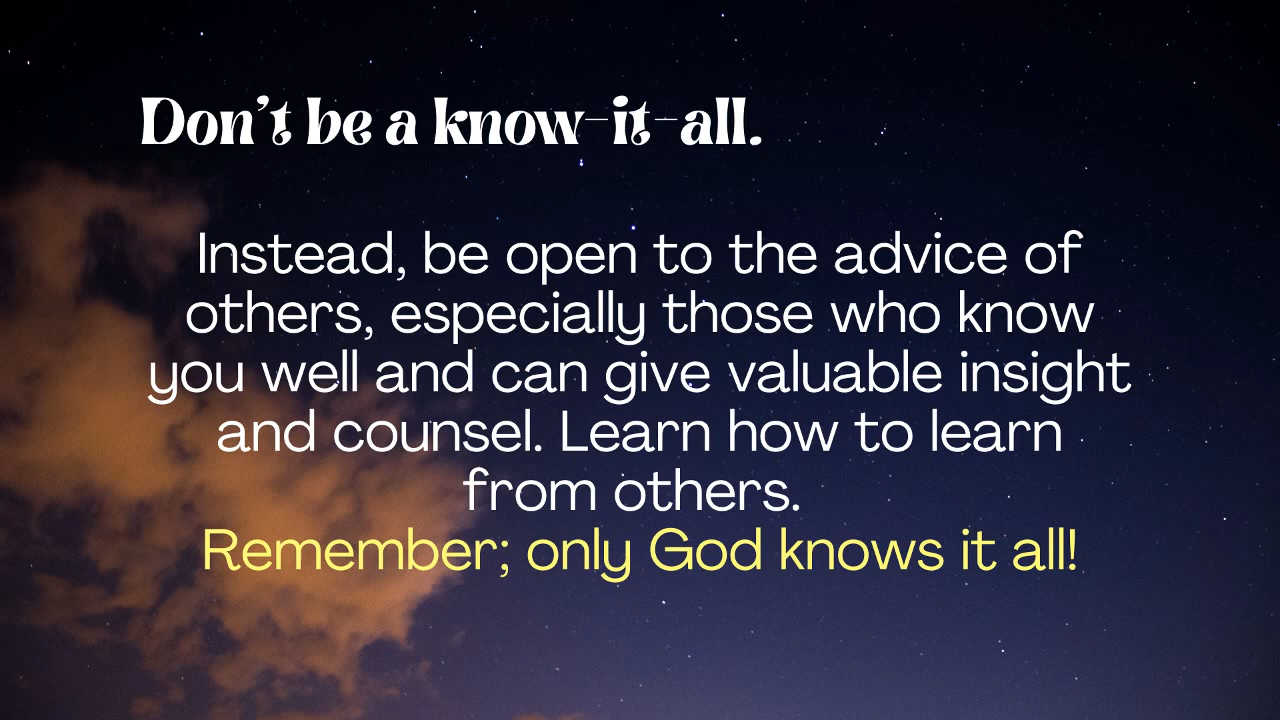 Don't be a know-it-all.
Instead, be open to the advice of
others, especially those who know
you well and can give valuable insight
and counsel. Learn how to learn
from others.
Remember; only God knows it all!